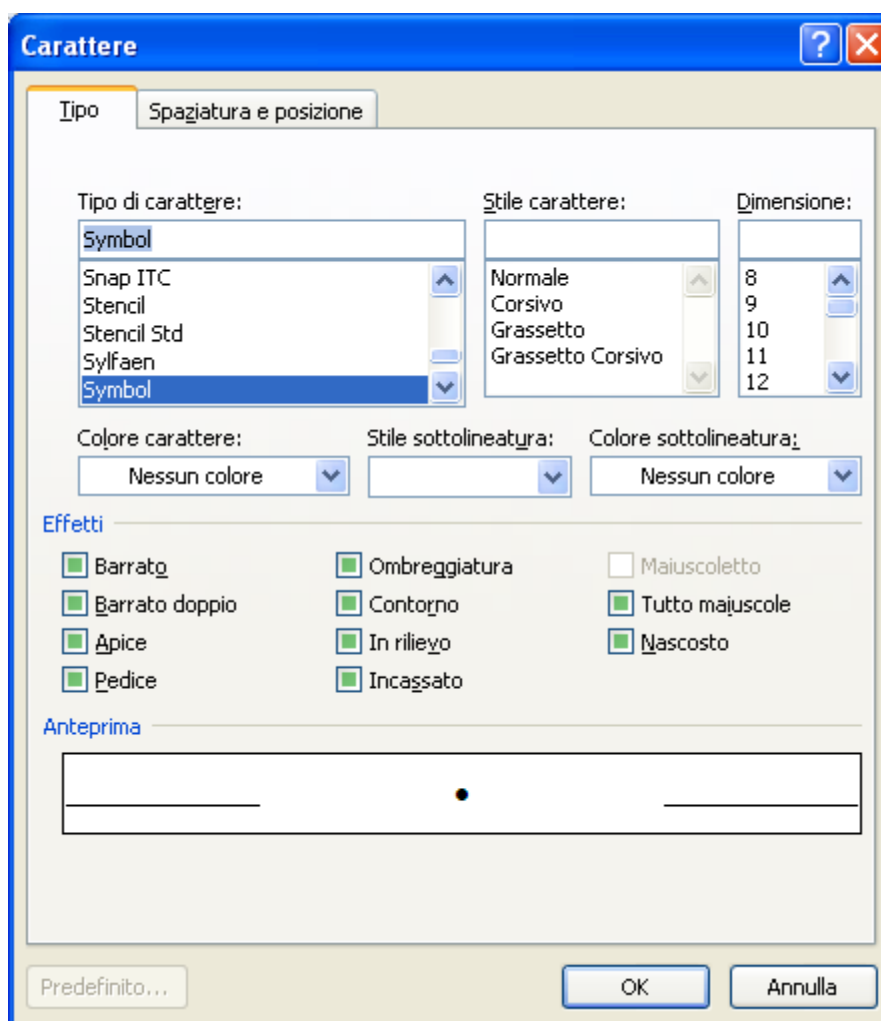 Carattere
Tipo
Spaziatura e posizione
Tipo di carattere:
Stile carattere:
Dimensione:
Symbol
Snap ITC
Stencil
Stencil Std
Sylfaen
Symbol
Normale
Corsivo
Grassetto
Grassetto Corsivo
8
9
10
11
12
Colore carattere:
Stile sottolineatura:
Colore sottolineatura:
Nessun colore
Nessun colore
Effetti
Barrato
Ombreggiatura
Maiuscoletto
Barrato doppio
Contorno
Tutto maiuscole
Apice
In rilievo
Nascosto
Pedice
Incassato
Anteprima
Predefinito...
OK
Annulla